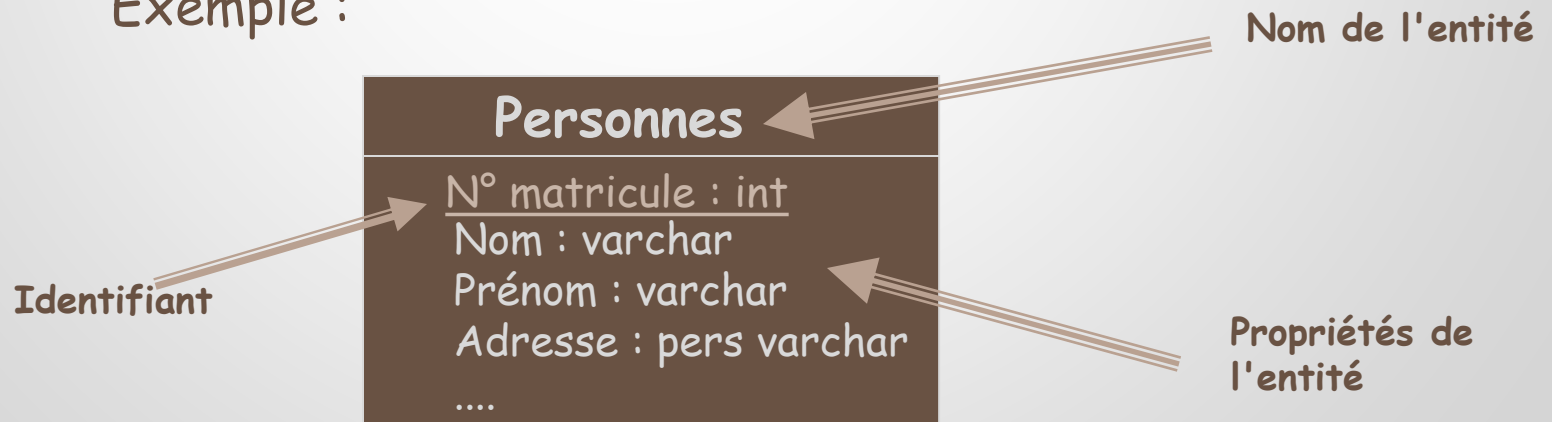 Exemple :
Nom de l'entité
Personnes
N° matricule : int
Nom : varchar
Prénom : varchar
Adresse : pers varchar
....
Identifiant
Propriétés de
l'entité